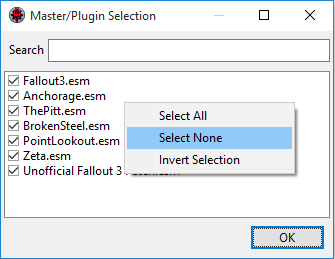 Master/Plugin Selection
Search
Fallout3.esm
Anchorage.esm
ThePitt.esm
BrokenSteel.esm
PointLookout.esm
Zeta.esm
Unofficial Fallout 3
Select All
Select None
Invert Selection
OK